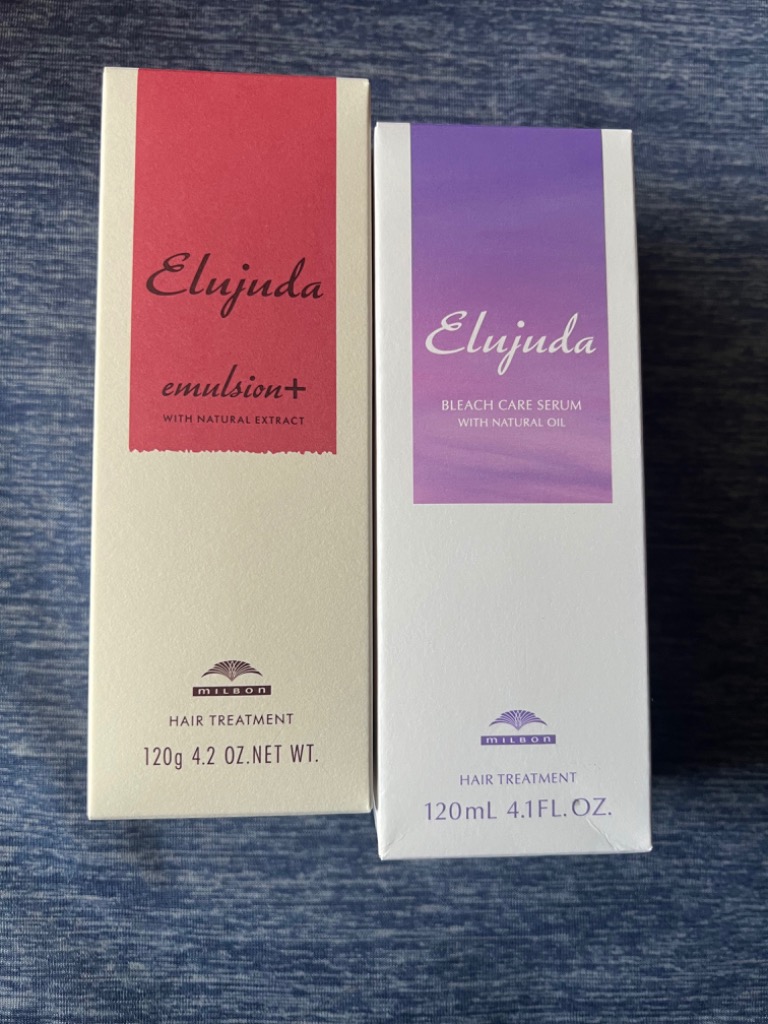 Elujuda
emulsion+
WITH NATURAL EXTRACT
MILBON
HAIR TREATMENT
120g 4.2 OZ.NET WT.
Elujuda
BLEACH CARE SERUM
WITH NATURAL OIL
MILBON
HAIR TREATMENT
120mL 4.1FL.OZ.